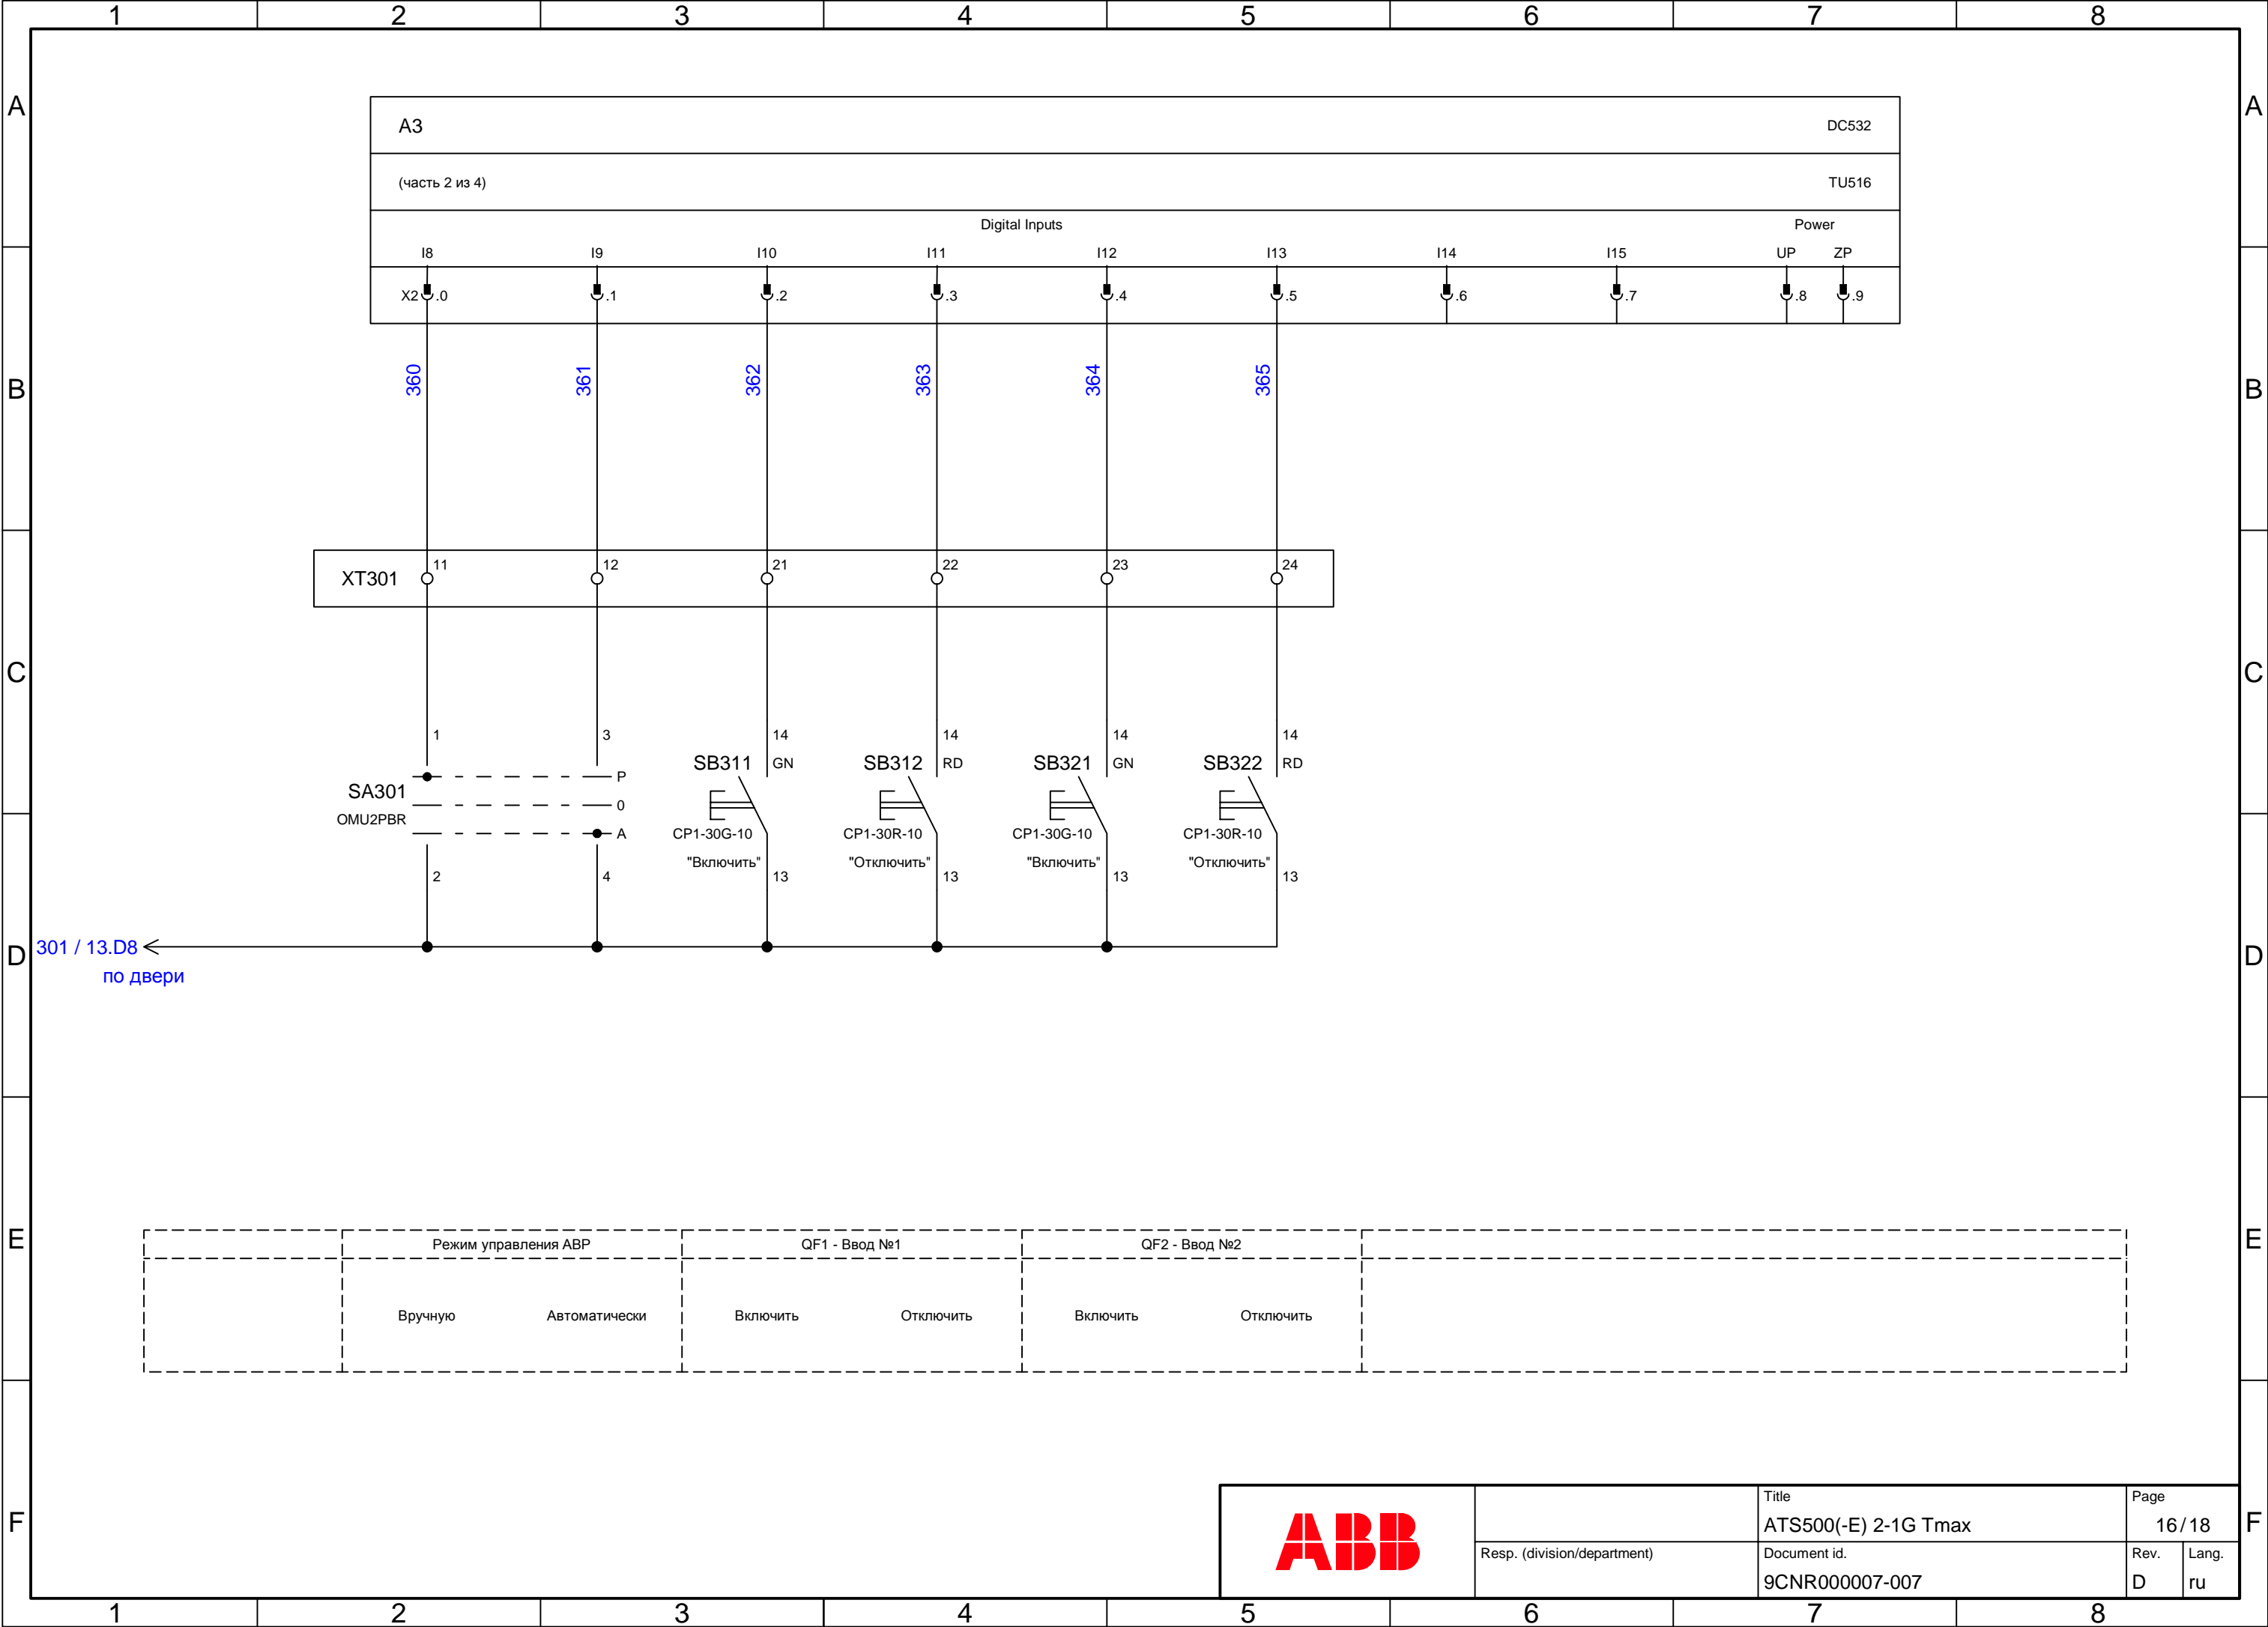 1 2 3 4 5 6 7 8
A A
A3 DC532
(часть 2 из 4) TU516
Digital Inputs Power
I8 I9 I10 I11 I12 I13 I14 I15 UP ZP
X2 .0 .1 .2 .3 .4 .5 .6 .7 .8 .9
360 361 362 363 364 365
B B
XT301 11 12 21 22 23 24
C C
1 3 14 14 14 14
SB311 GN SB312 RD SB321 GN SB322 RD
P
SA301
0
OMU2PBR
A CP1-30G-10 CP1-30R-10 CP1-30G-10 CP1-30R-10
"Включить" "Отключить" "Включить" "Отключить"
2 4 13 13 13 13
301 / 13.D8
D D
по двери
E E
Режим управления АВР QF1 - Ввод №1 QF2 - Ввод №2
Вручную Автоматически Включить Отключить Включить Отключить
F F
ABB
Title
ATS500(-E) 2-1G Tmax
Page
16/18
Resp. (division/department)
Document id.
9CNR000007-007
Rev.
D
Lang.
ru
1 2 3 4 5 6 7 8